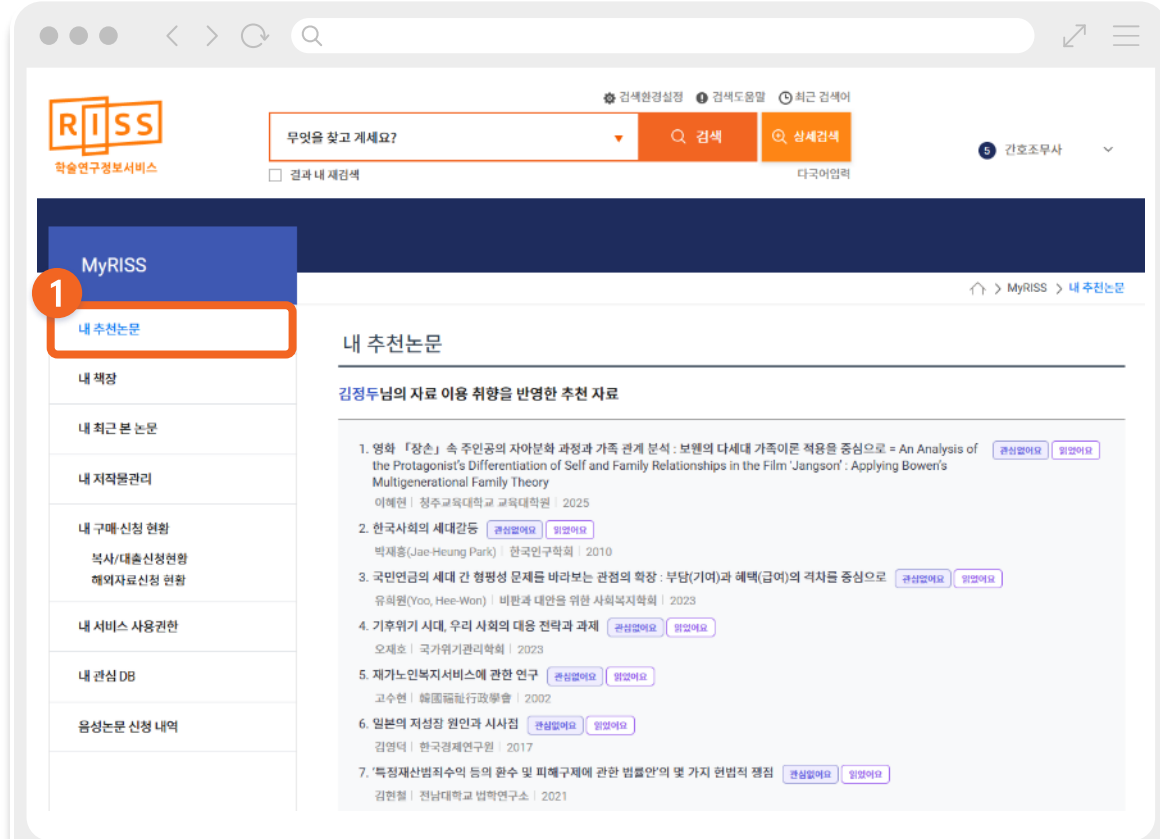 검색환경설정 검색도움말 최근 검색어
RISS
학술연구정보서비스
무엇을 찾고 계세요?
검색
상세검색
결과 내 재검색
다국어입력
5 간호조무사
MyRISS
1
MyRISS > 내 추천논문
내 추천논문
내 책장
내 최근 본 논문
내 저작물관리
내 구매·신청 현황
복사/대출신청현황
해외자료신청 현황
내 서비스 사용권한
내 관심 DB
음성논문 신청 내역
내 추천논문
김정두님의 자료 이용 취향을 반영한 추천 자료
1. 영화 「장손」 속 주인공의 자아분화 과정과 가족 관계 분석 : 보웬의 다세대 가족이론 적용을 중심으로 = An Analysis of 관심없어요 읽었어요
the Protagonist's Differentiation of Self and Family Relationships in the Film 'Jangson' : Applying Bowen's
Multigenerational Family Theory
이혜현 | 청주교육대학교 교육대학원 | 2025
2. 한국사회의 세대갈등 관심없어요 읽었어요
박재흥(Jae-Heung Park) | 한국인구학회 | 2010
3. 국민연금의 세대 간 형평성 문제를 바라보는 관점의 확장 : 부담(기여)과 혜택(급여)의 격차를 중심으로 관심없어요 읽었어요
유희원(Yoo, Hee-Won) | 비판과 대안을 위한 사회복지학회 | 2023
4. 기후위기 시대, 우리 사회의 대응 전략과 과제 관심없어요 읽었어요
오제호 | 국가위기관리학회 | 2023
5. 재가노인복지서비스에 관한 연구 관심없어요 읽었어요
고수현 | 韓國福祉行政學會 | 2002
6. 일본의 저성장 원인과 시사점 관심없어요 읽었어요
김영덕 | 한국경제연구원 | 2017
7. '특정재산범죄수익 등의 환수 및 피해구제에 관한 법률안'의 몇 가지 헌법적 쟁점 관심없어요 읽었어요
김현철 | 전남대학교 법학연구소 | 2021